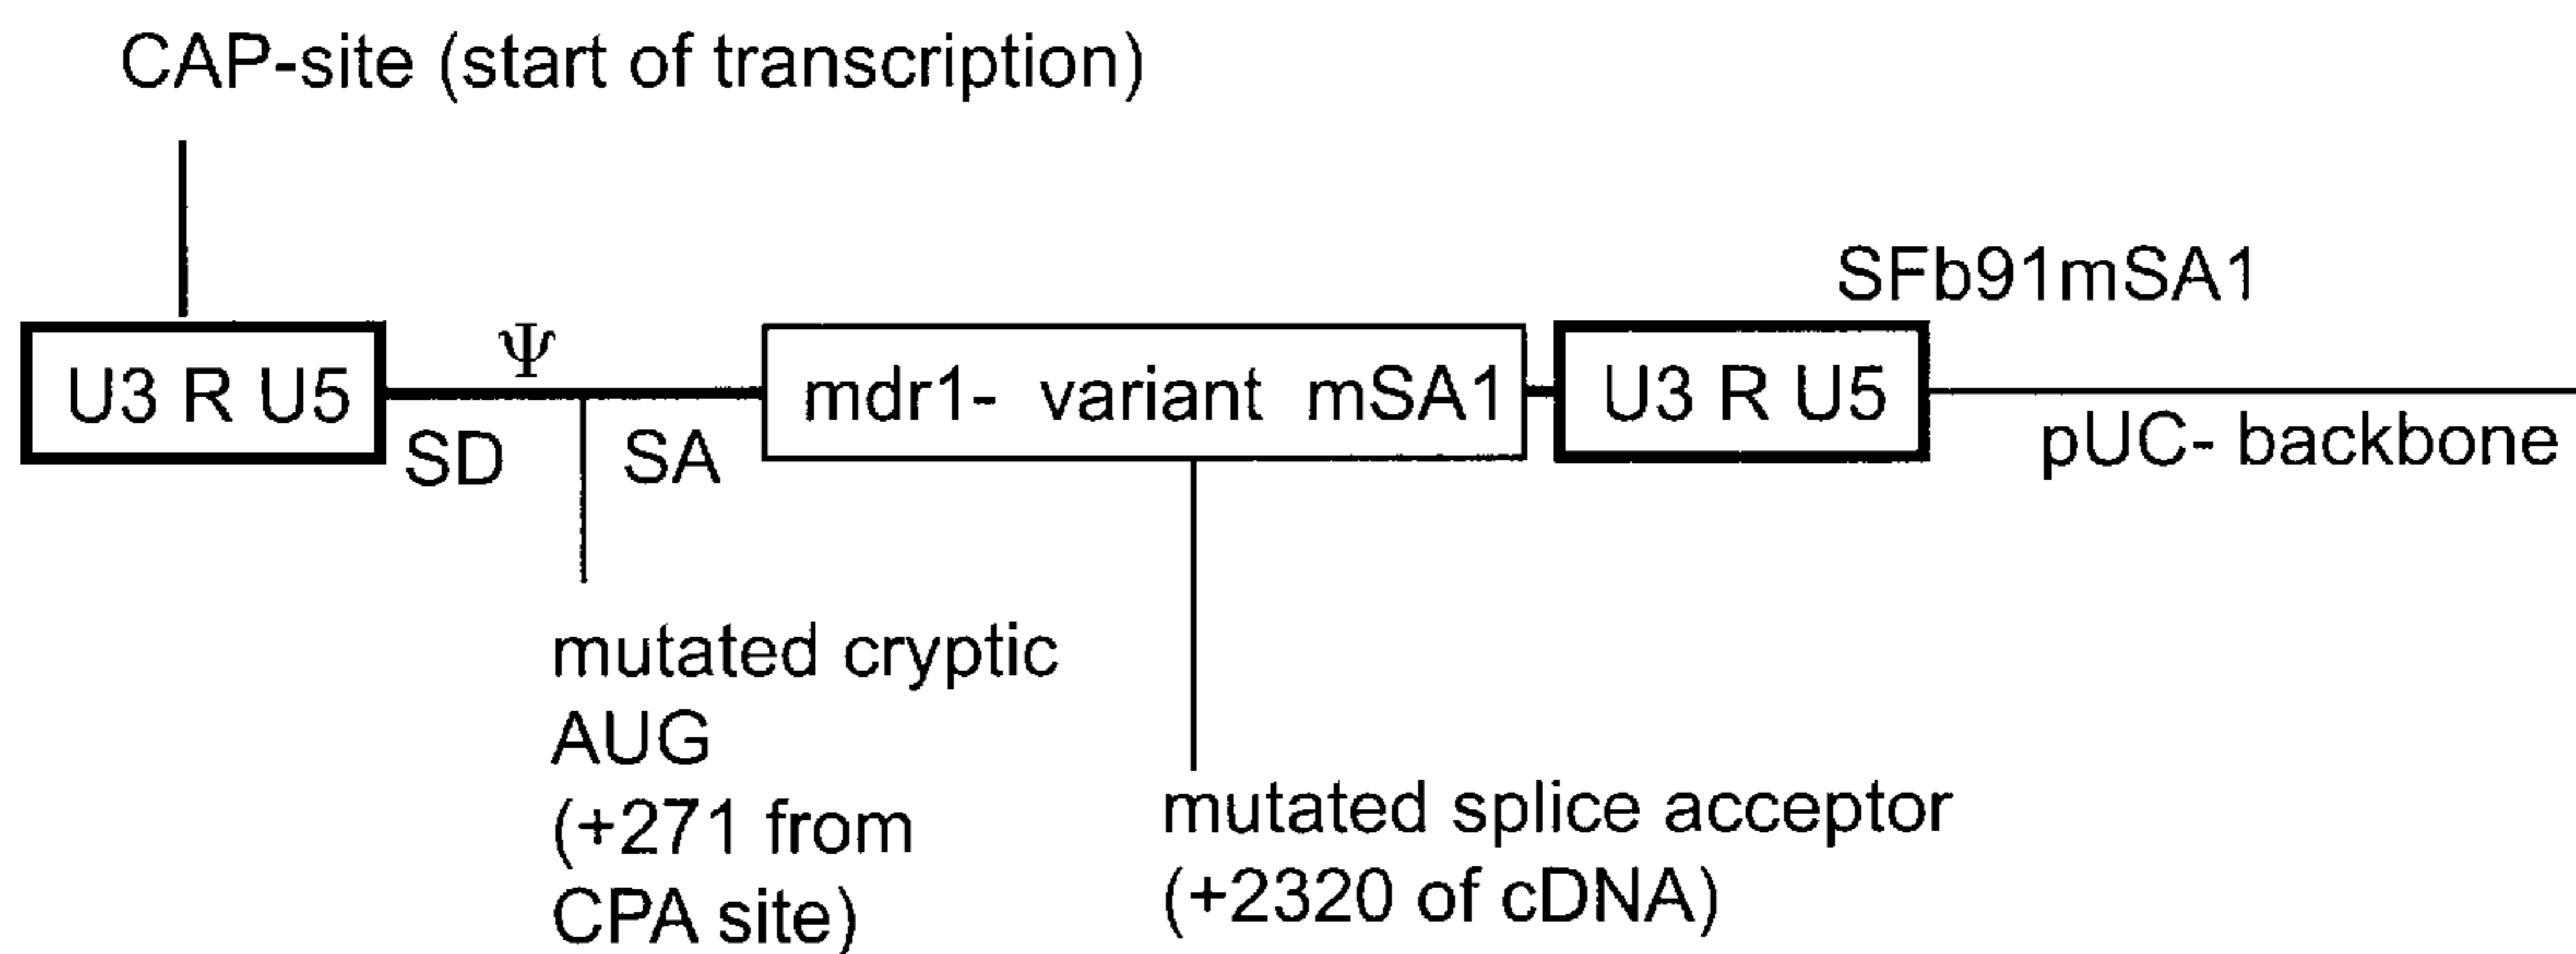 CAP-site (start of transcription)
SFb91mSA1
Ψ
U3 R U5
mdr1- variant mSA1
U3 R U5
SD
SA
pUC- backbone
mutated cryptic
AUG
(+271 from
CPA site)
mutated splice acceptor
(+2320 of cDNA)